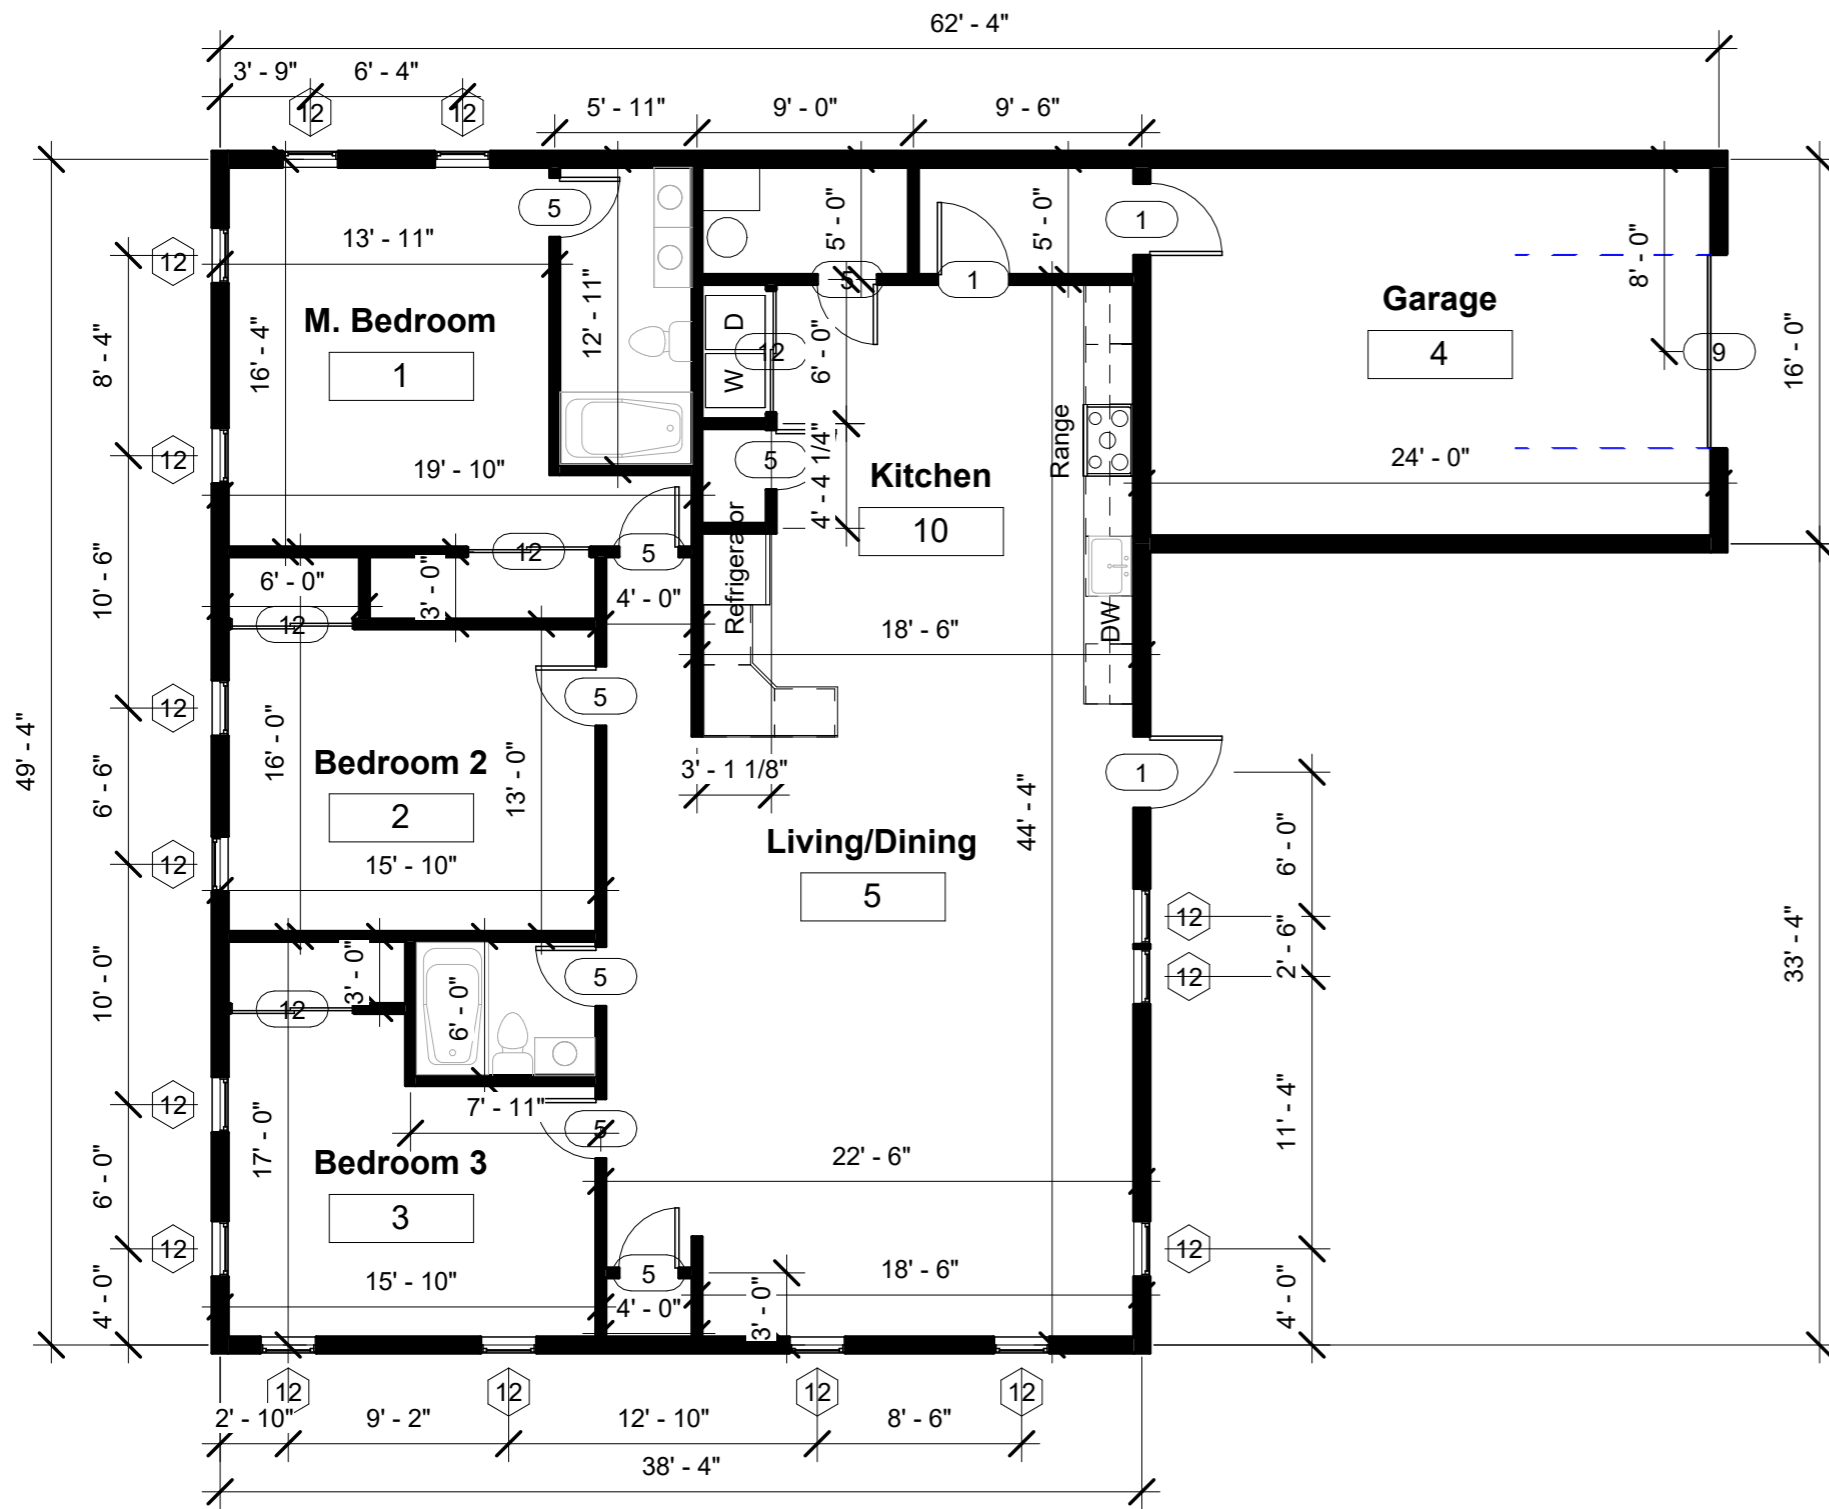 62' - 4"
3' - 9"
6' - 4"
12
12
5' - 11"
9' - 0"
9' - 6"
5
13' - 11"
12
5' - 0"
5' - 0"
1
8' - 0"
5
1
12' - 11"
M. Bedroom
1
16' - 4"
8' - 4"
D
W
12
6' - 0"
Garage
4
9
16' - 0"
12
19' - 10"
5
4' - 4 1/4"
Kitchen
10
Range
24' - 0"
Refrigerator
12
5
10' - 6"
6' - 0"
3' - 0"
4' - 0"
12
18' - 6"
DW
49' - 4"
12
5
16' - 0"
13' - 0"
Bedroom 2
2
6' - 6"
3' - 1 1/8"
1
12
15' - 10"
Living/Dining
5
44' - 4"
6' - 0"
12
2' - 6"
12
33' - 4"
10' - 0"
3' - 0"
12
6' - 0"
5
12
7' - 11"
5
17' - 0"
Bedroom 3
3
11' - 4"
22' - 6"
6' - 0"
12
12
15' - 10"
5
4' - 0"
18' - 6"
3' - 0"
4' - 0"
4' - 0"
12
12
12
12
2' - 10"
9' - 2"
12' - 10"
8' - 6"
38' - 4"